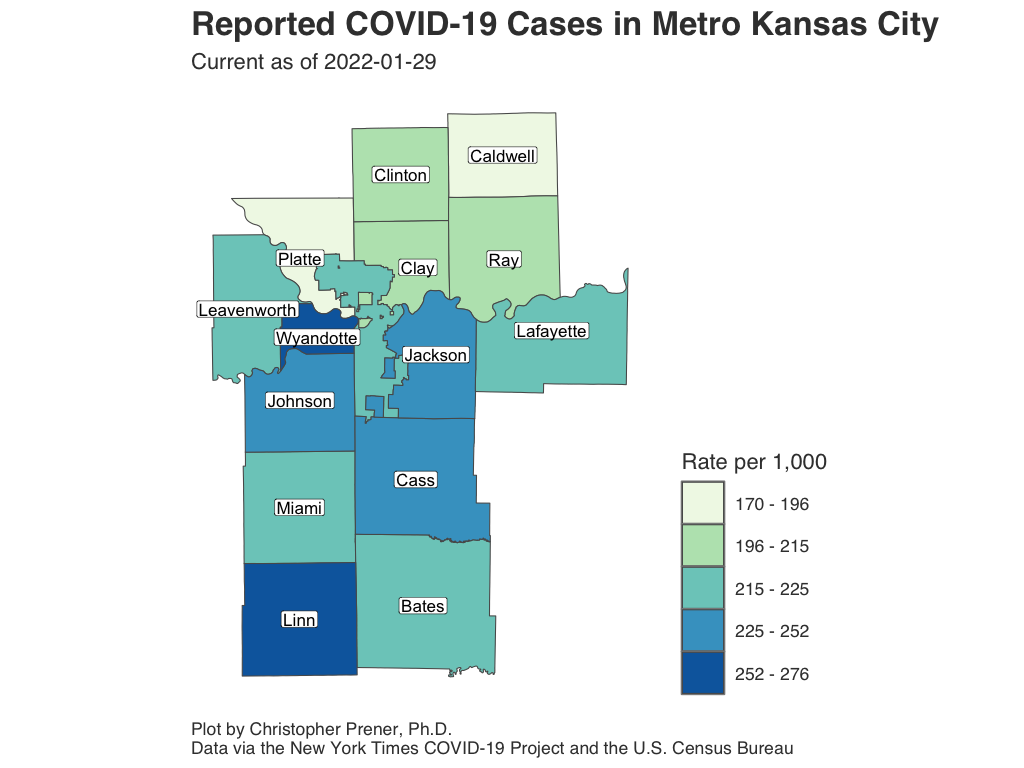 Reported COVID-19 Cases in Metro Kansas City
Current as of 2022-01-29
Caldwell
Clinton
Platte
Clay
Ray
Leavenworth
Lafayette
Wyandotte
Jackson
Johnson
Cass
Miami
Bates
Linn
Rate per 1,000
170 - 196
196 - 215
215 - 225
225 - 252
252 - 276
Plot by Christopher Prener, Ph.D.
Data via the New York Times COVID-19 Project and the U.S. Census Bureau